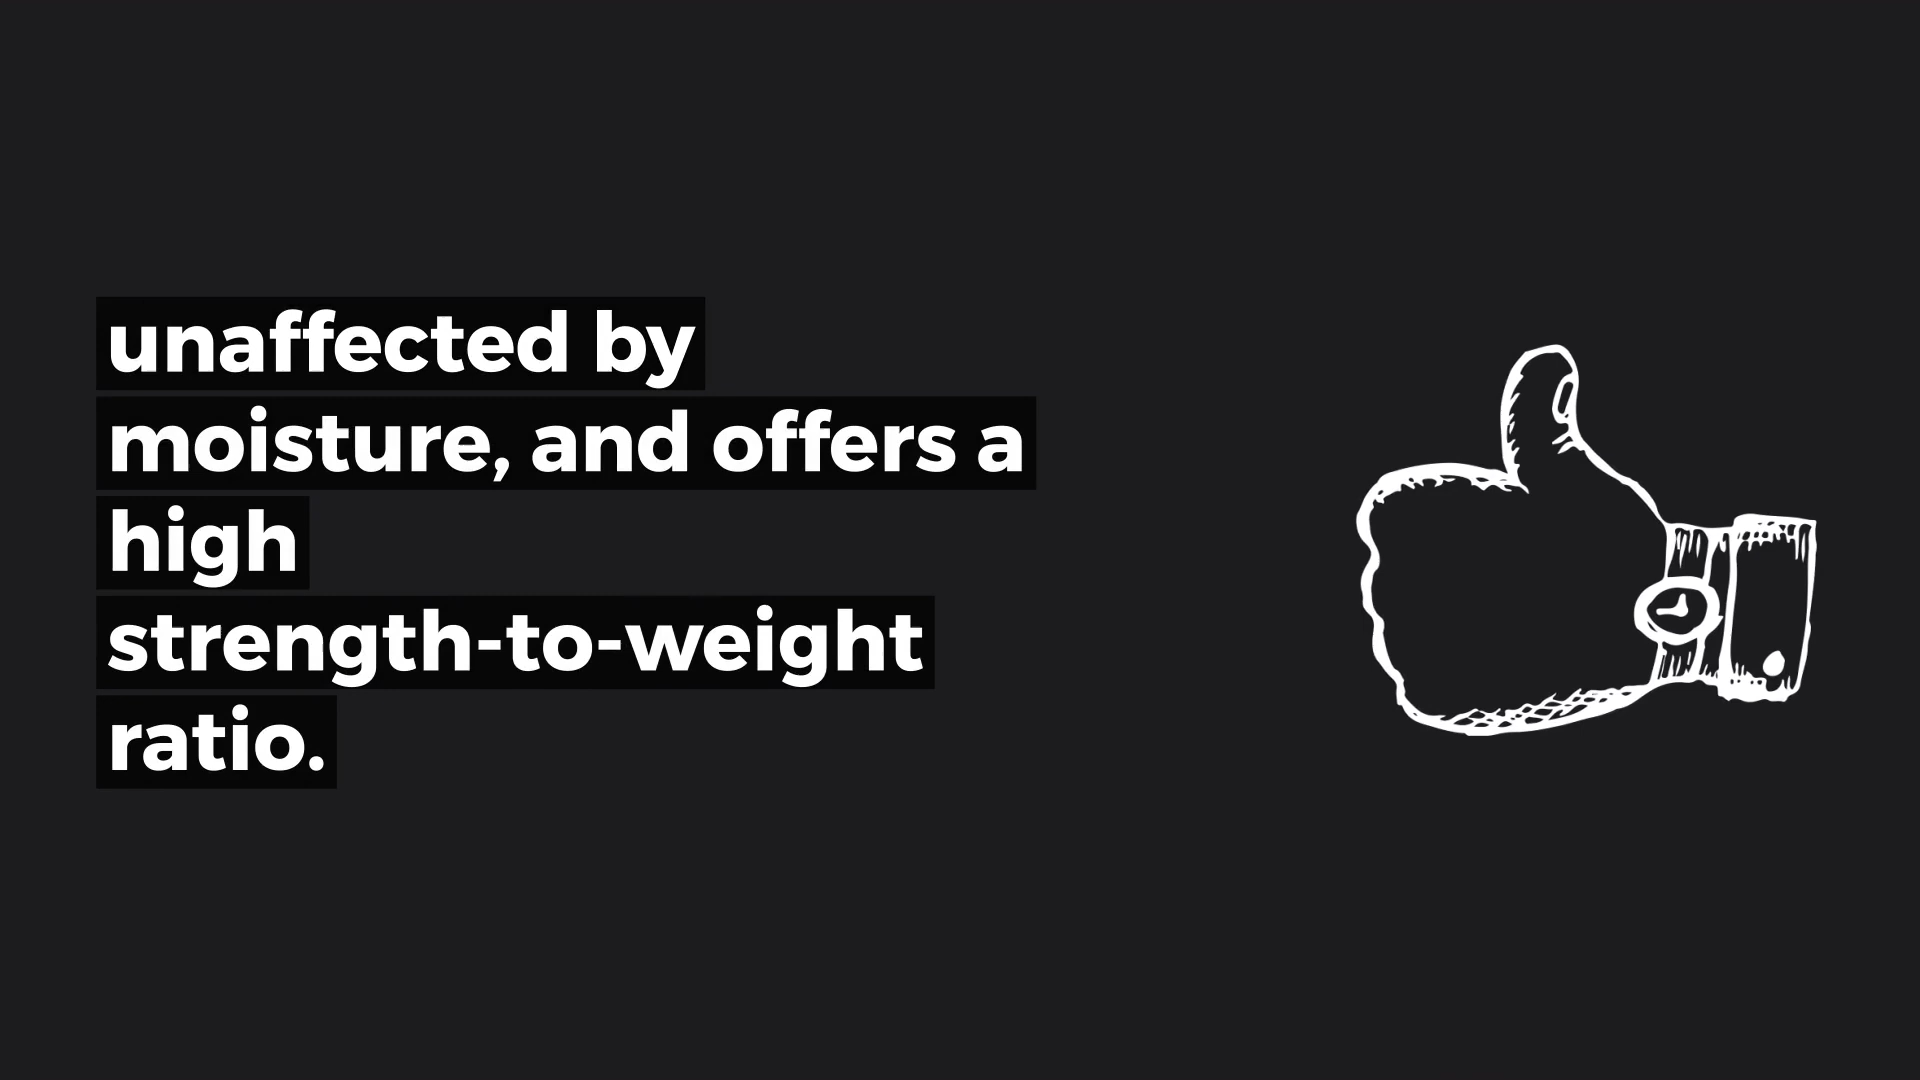 unaffected by
moisture, and offers a
high
strength-to-weight
ratio.